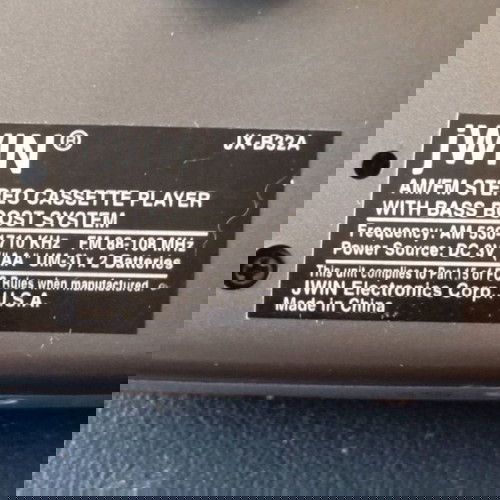 jWIN® JX-B32A
AM/FM STEREO CASSETTE PLAYER
WITH BASS BOOST SYSTEM
Frequency: AM 530-1710 KHz FM 88-108 MHz
Power Source: DC 3V, "AA" (UM-3) x 2 Batteries
This Unit Complies to Part 15 of FC
Rules when manufactured.
JWIN Electronics Corp.,
U.S.A.
Made in China